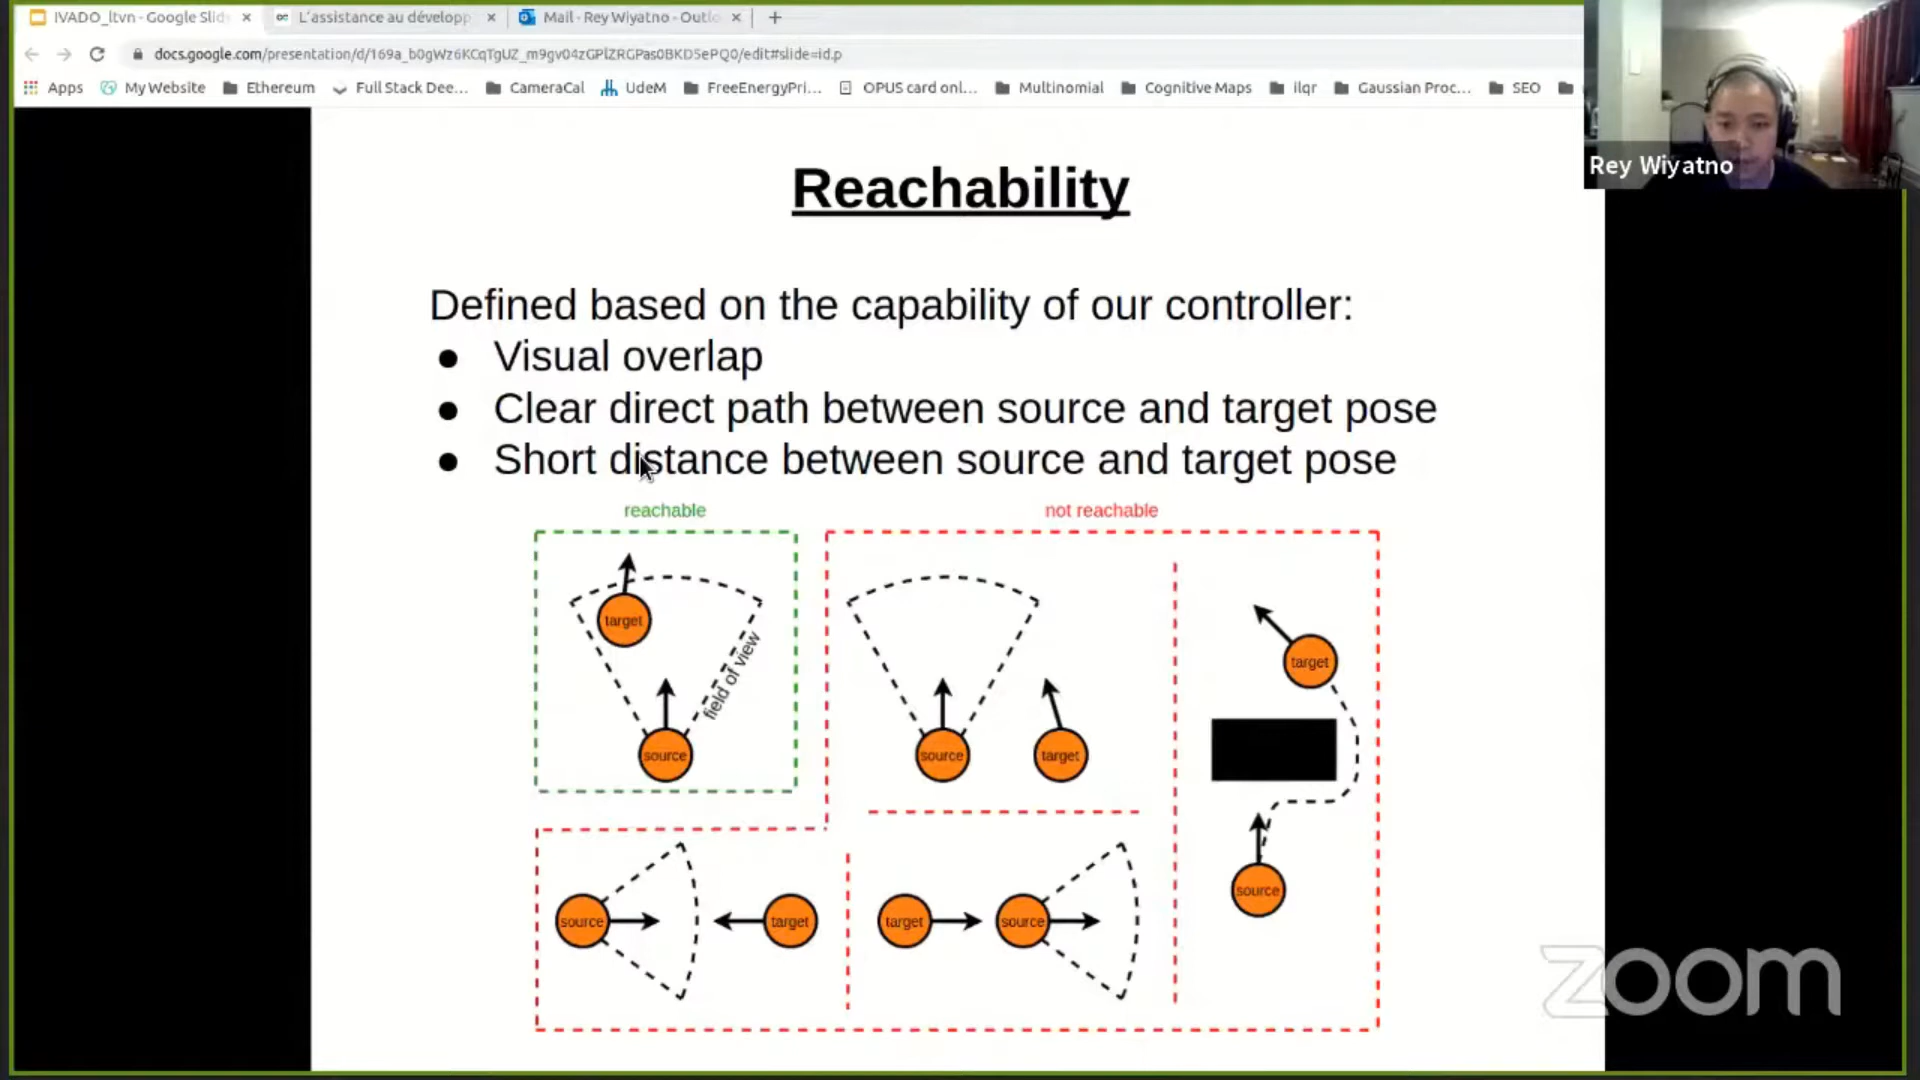 IVADO_ltvn - Google Slid
L'assistance au développ
Mail - Rey Wiyatno - Outlo
docs.google.com/presentation/d/169a_b0gWz6KCqTgUZ_m9gv04zGPlZRGPas0BKD5ePQ0/edit#slide=id.p
Apps
My Website
Ethereum
Full Stack Dee...
CameraCal
UdeM
FreeEnergyPri...
OPUS card onl...
Multinomial
Cognitive Maps
ilqr
Gaussian Proc...
SEO
Rey Wiyatno
Reachability
Defined based on the capability of our controller:
● Visual overlap
● Clear direct path between source and target pose
● Short distance between source and target pose
reachable
not reachable
target
field of view
source
source
target
target
source
source
target
target
source
zoom